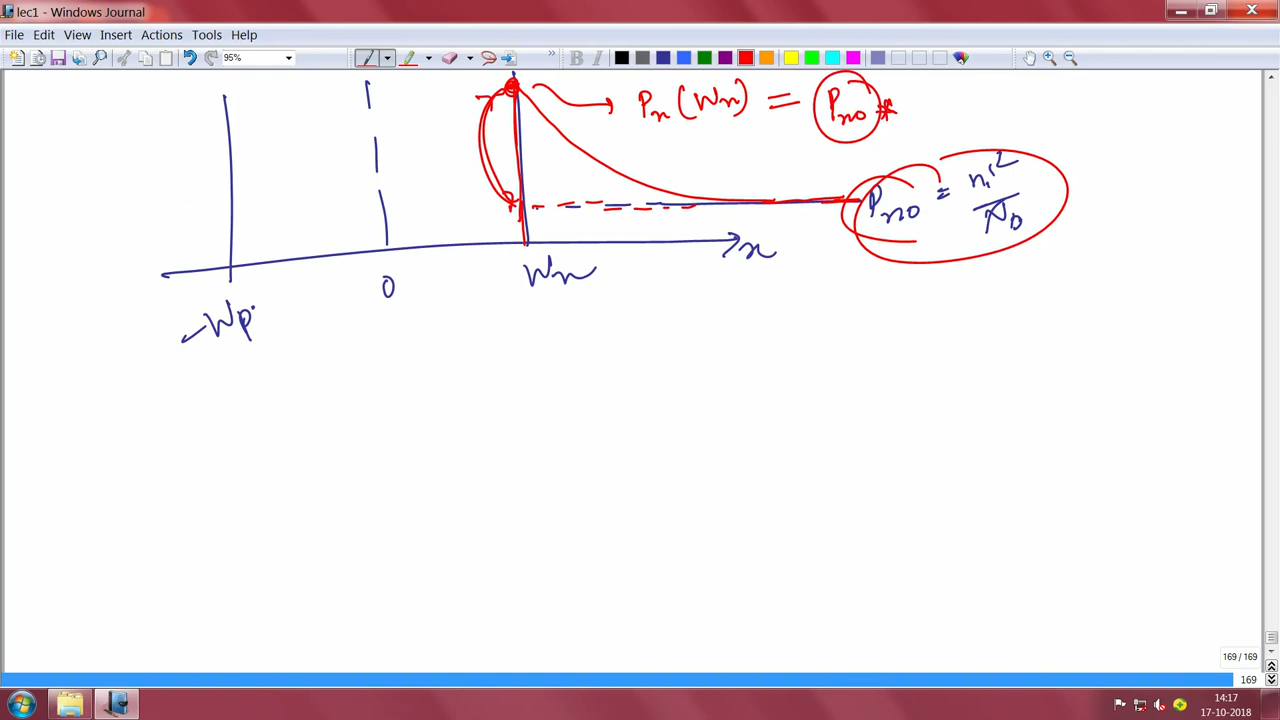 lec1 - Windows Journal
File Edit View Insert Actions Tools Help
95%
Pn(Wn) = Pno *
Pno = ni²/ND
x
-Wp
0
Wn
169 / 169
169
14:17
17-10-2018